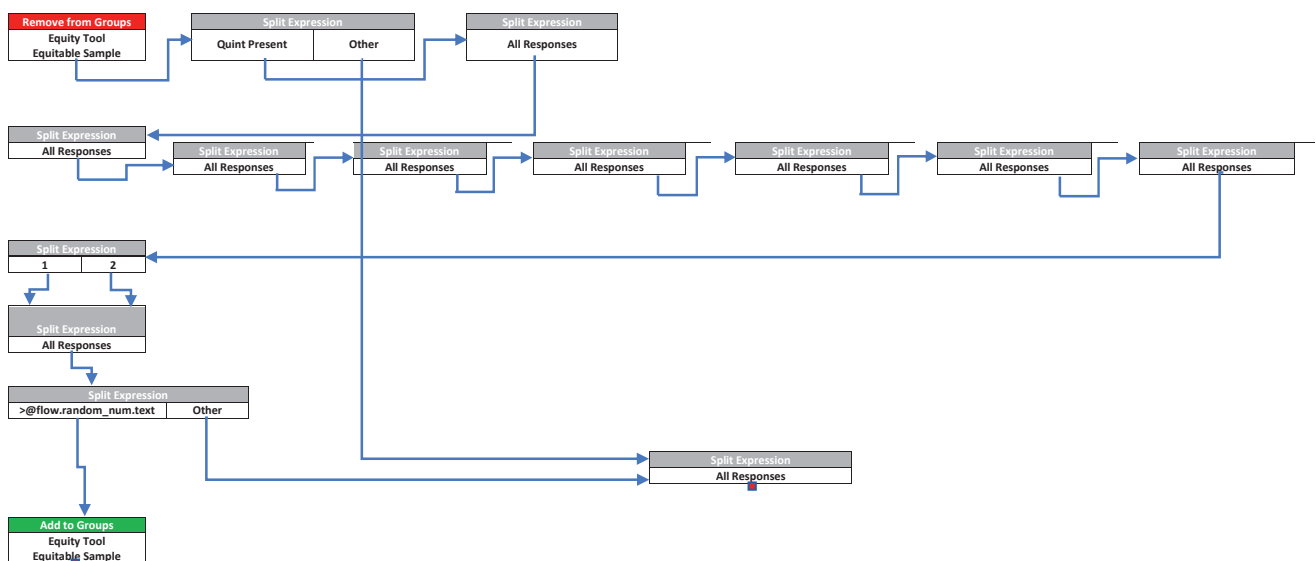 Remove from Groups
Equity Tool
Equitable Sample
Split Expression
Quint Present Other
Split Expression
All Responses
Split Expression
All Responses
Split Expression
All Responses
Split Expression
All Responses
Split Expression
All Responses
Split Expression
All Responses
Split Expression
All Responses
Split Expression
All Responses
Split Expression
1 2
Split Expression
All Responses
Split Expression
>@flow.random_num.text Other
Split Expression
All Responses
Add to Groups
Equity Tool
Equitable Sample